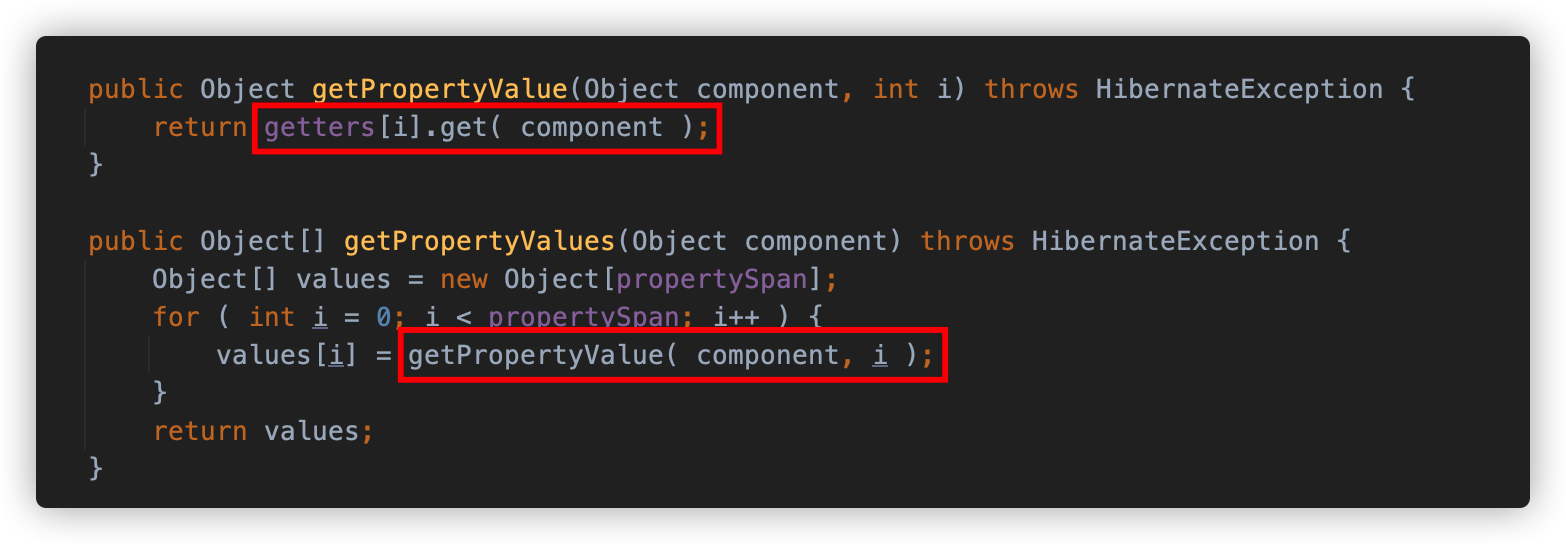 public Object getPropertyValue(Object component, int i) throws HibernateException {
return getters[i].get( component );
}
public Object[] getPropertyValues(Object component) throws HibernateException {
Object[] values = new Object[propertySpan];
for ( int i = 0; i < propertySpan; i++ ) {
values[i] = getPropertyValue( component, i );
}
return values;
}